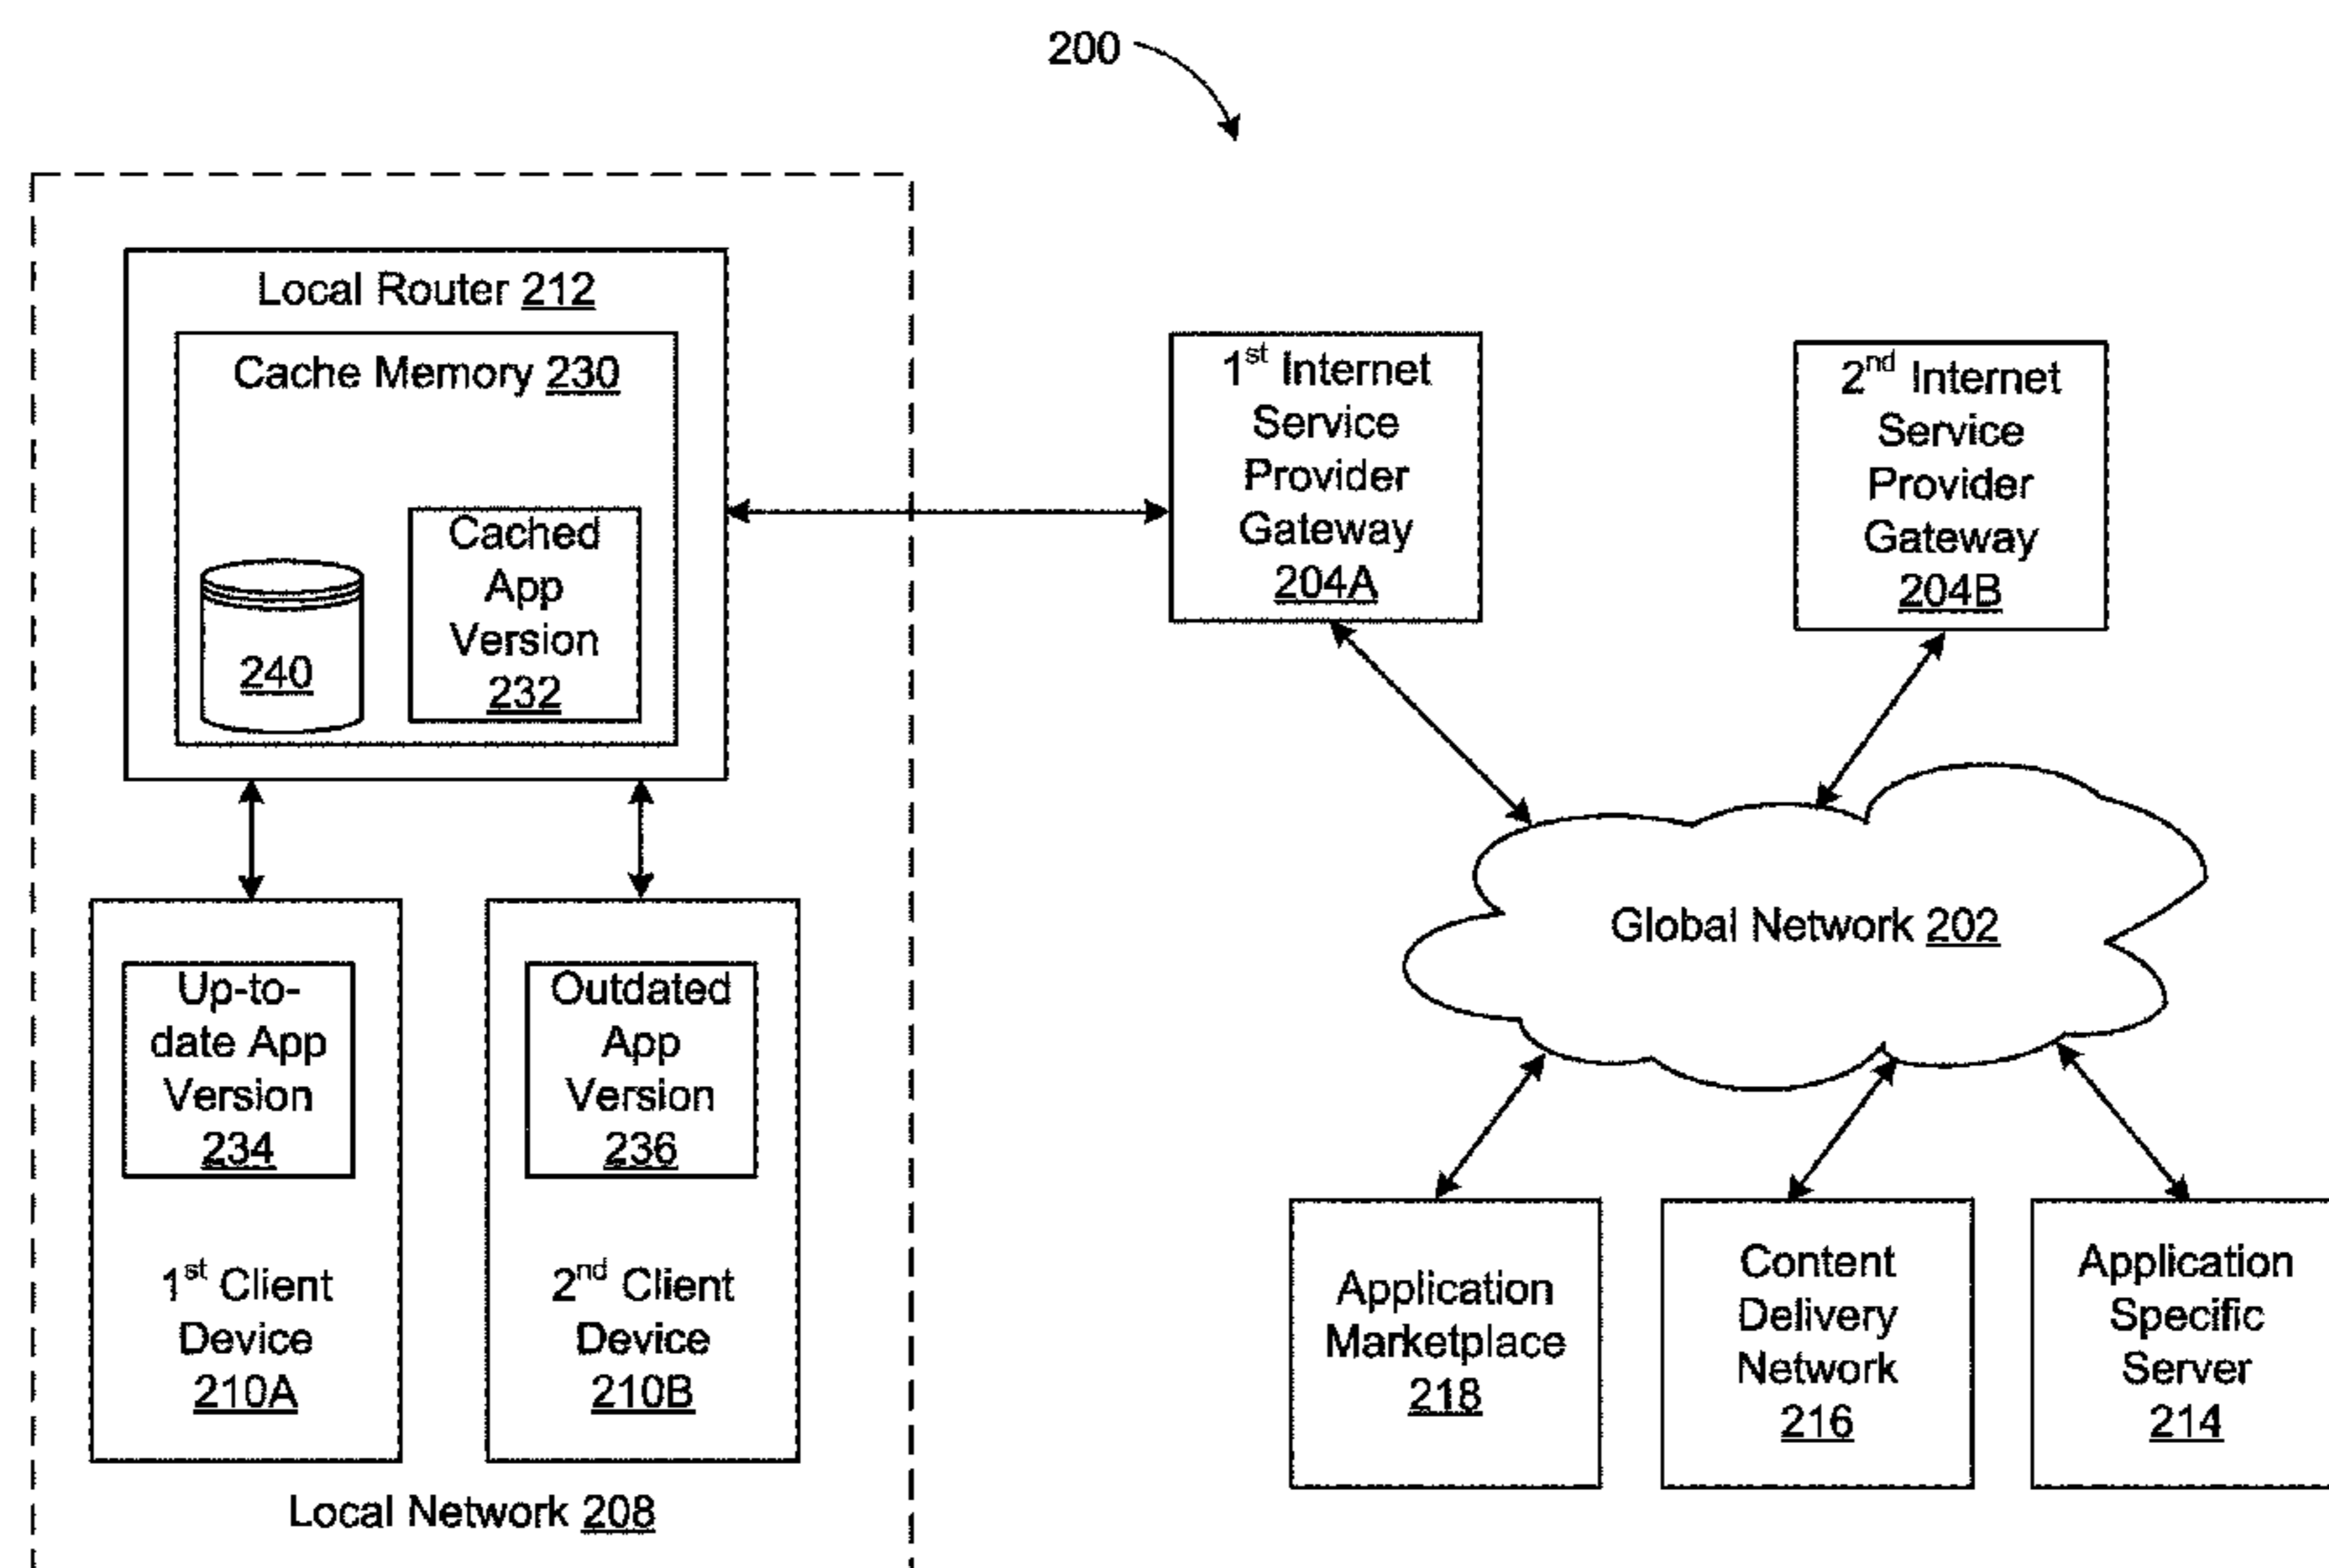 200
Local Router 212
Cache Memory 230
Cached
App
Version
232
240
1st Internet
Service
Provider
Gateway
204A
2nd Internet
Service
Provider
Gateway
204B
Global Network 202
Up-to-
date App
Version
234
1st Client
Device
210A
Outdated
App
Version
236
2nd Client
Device
210B
Local Network 208
Application
Marketplace
218
Content
Delivery
Network
216
Application
Specific
Server
214